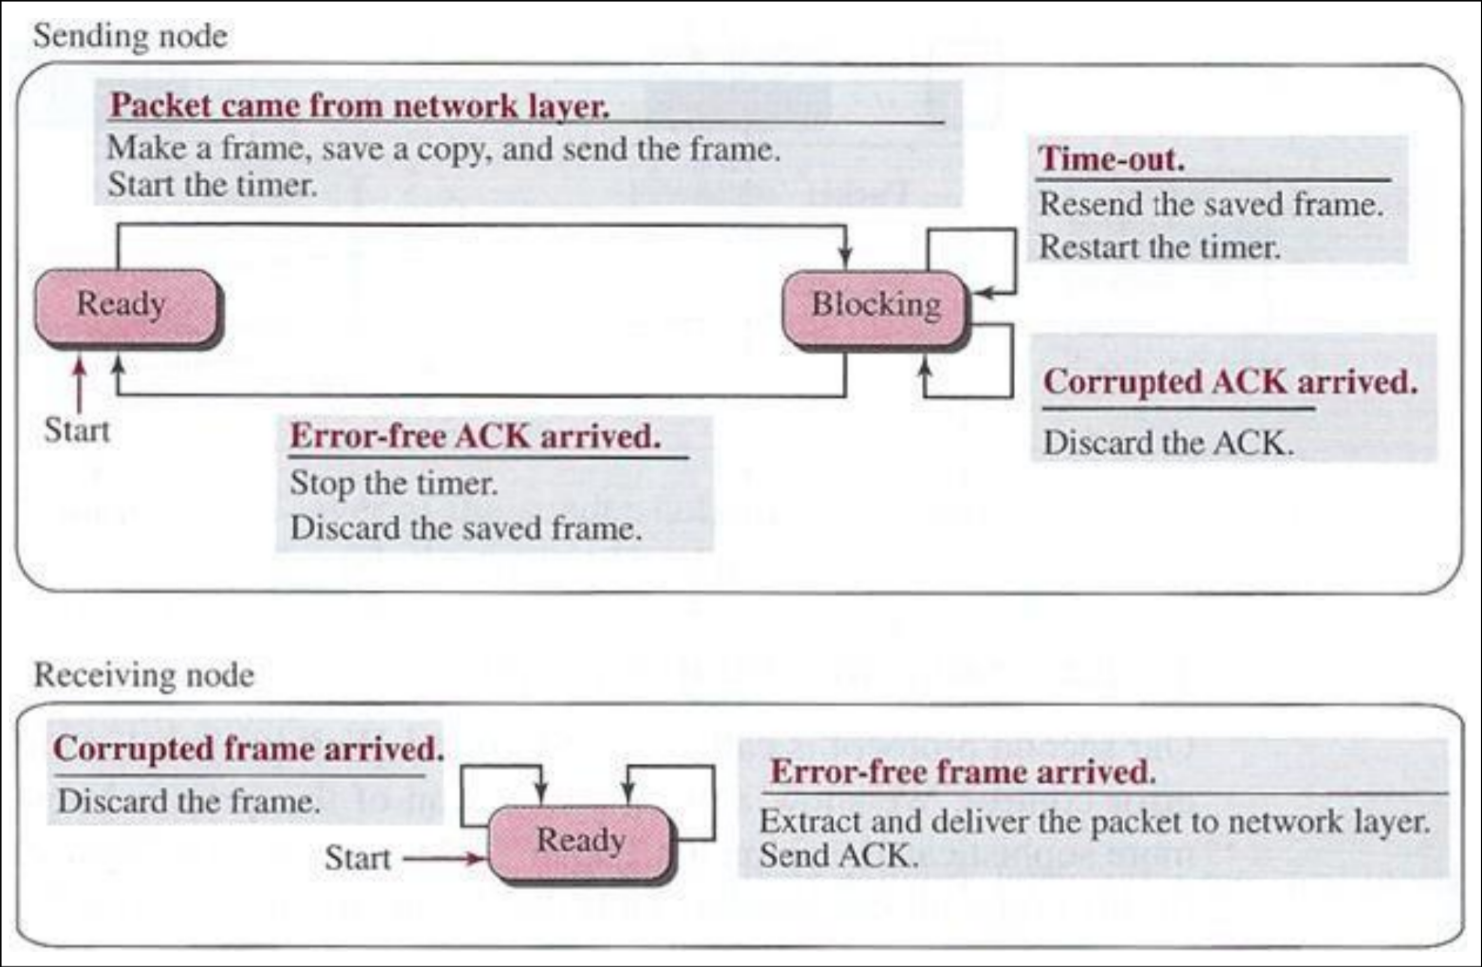 Sending node
Packet came from network layer.
Make a frame, save a copy, and send the frame.
Start the timer.
Time-out.
Resend the saved frame.
Restart the timer.
Ready
Blocking
Start
Error-free ACK arrived.
Stop the timer.
Discard the saved frame.
Corrupted ACK arrived.
Discard the ACK.
Receiving node
Corrupted frame arrived.
Discard the frame.
Start
Ready
Error-free frame arrived.
Extract and deliver the packet to network layer.
Send ACK.